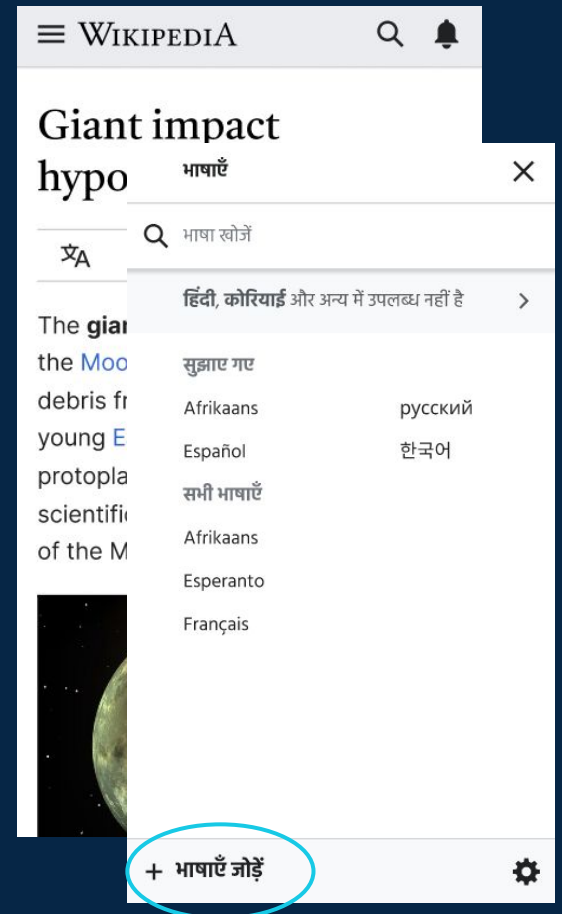 WIKIPEDIA
Giant impact
hypo
भाषाएँ
भाषा खोजें
हिंदी, कोरियाई और अन्य में उपलब्ध नहीं है
The giar
the Moo
debris fr
young E
protopla
scientific
of the M
सुझाए गए
Afrikaans русский
Español 한국어
सभी भाषाएँ
Afrikaans
Esperanto
Français
+ भाषाएँ जोड़ें